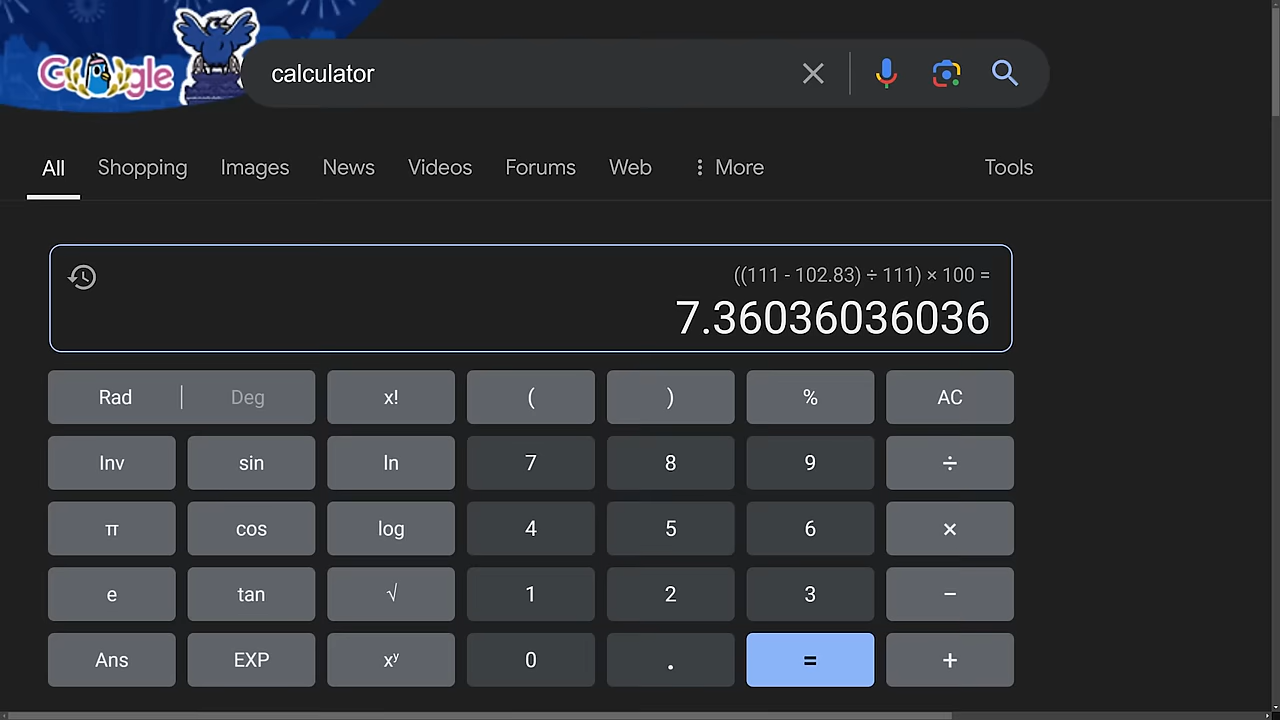 Google
calculator
All Shopping Images News Videos Forums Web More Tools
((111 - 102.83) ÷ 111) × 100 =
7.36036036036
Rad | Deg x! ( ) % AC
Inv sin ln 7 8 9 ÷
π cos log 4 5 6 ×
e tan √ 1 2 3 −
Ans EXP xʸ 0 . = +